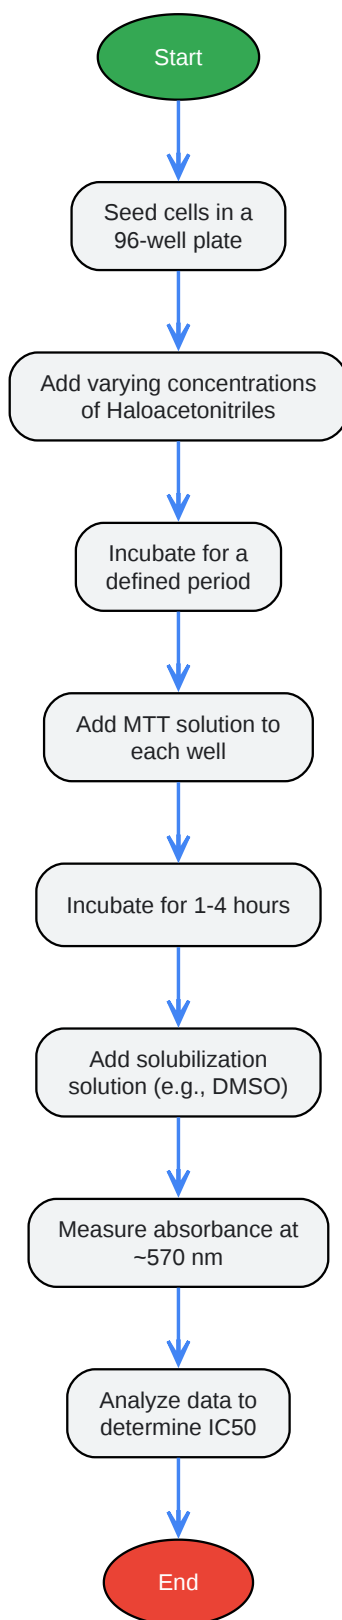 Start
Seed cells in a
96-well plate
Add varying concentrations
of Haloacetonitriles
Incubate for a
defined period
Add MTT solution to
each well
Incubate for 1-4 hours
Add solubilization
solution (e.g., DMSO)
Measure absorbance at
~570 nm
Analyze data to
determine IC50
End